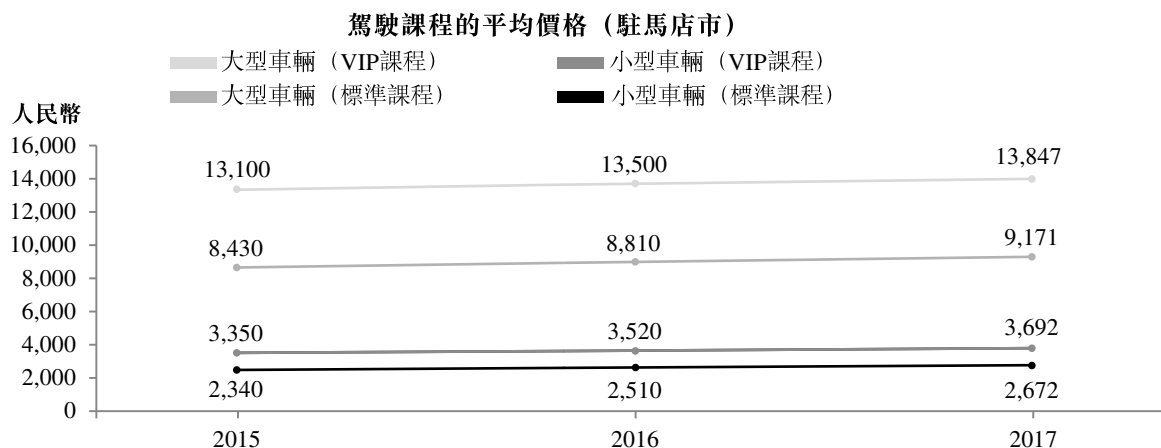 駕駛課程的平均價格（駐馬店市）
大型車輛（VIP課程） 小型車輛（VIP課程）
大型車輛（標準課程） 小型車輛（標準課程）
人民幣
16,000
14,000
12,000
10,000
8,000
6,000
4,000
2,000
0
13,100 13,500 13,847
8,430 8,810 9,171
3,350 3,520 3,692
2,340 2,510 2,672
2015 2016 2017